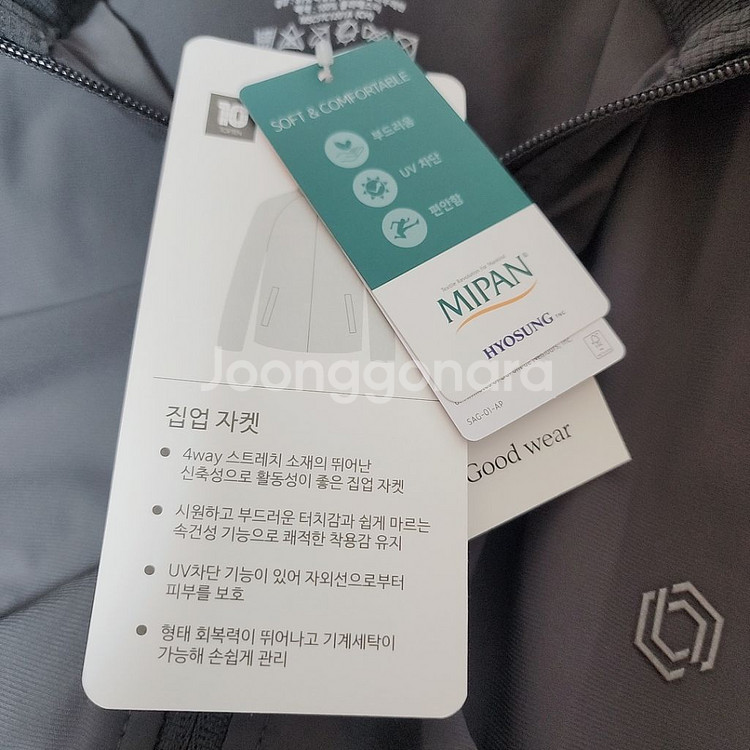 10
TOPTEN
SOFT & COMFORTABLE
부드러움
UV 차단
편안함
MIPAN®
HYOSUNG TNC
SAG-01-AP
Good wear
Joonggonara
집업 자켓
• 4way 스트레치 소재의 뛰어난
신축성으로 활동성이 좋은 집업 자켓
• 시원하고 부드러운 터치감과 쉽게 마르는
속건성 기능으로 쾌적한 착용감 유지
• UV차단 기능이 있어 자외선으로부터
피부를 보호
• 형태 회복력이 뛰어나고 기계세탁이
가능해 손쉽게 관리